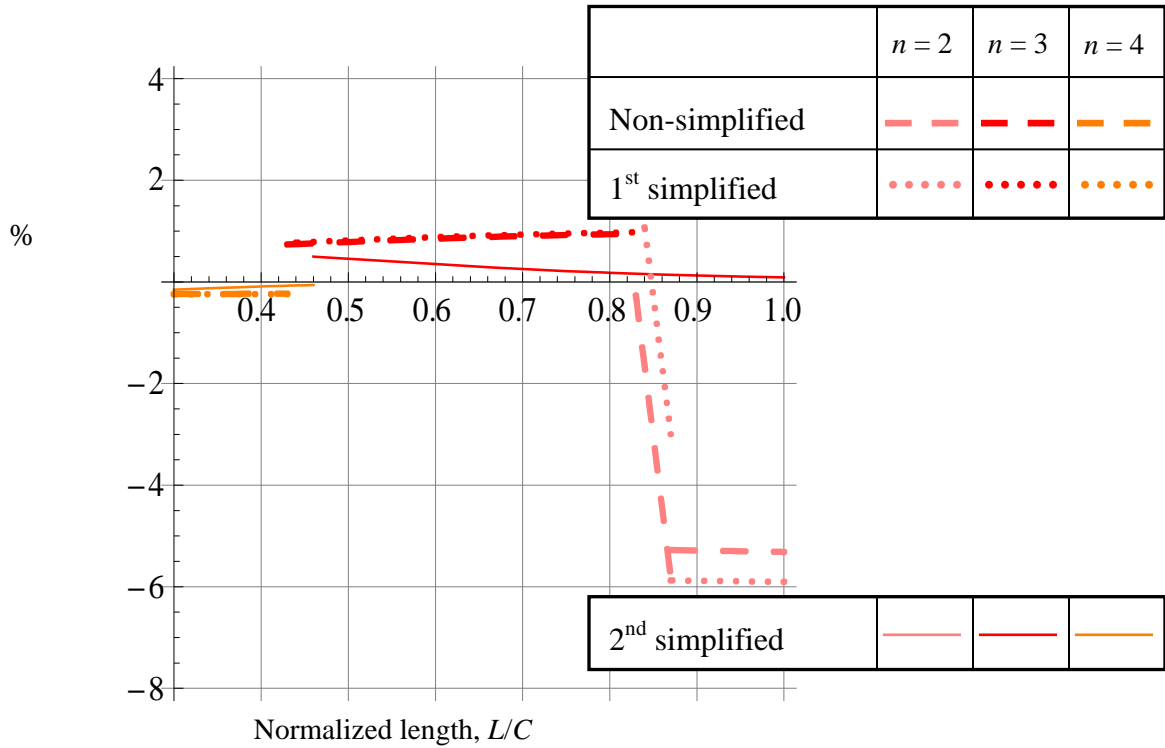 n = 2 n = 3 n = 4
Non-simplified
1st simplified
%
4
2
−2
−4
−6
−8
0.4 0.5 0.6 0.7 0.8 0.9 1.0
2nd simplified
Normalized length, L/C